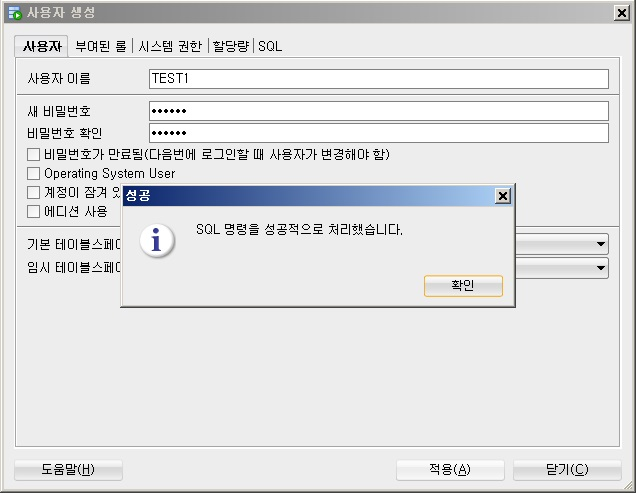 사용자 생성
사용자 부여된 롤 시스템 권한 할당량 SQL
사용자 이름 TEST1
새 비밀번호 ••••••
비밀번호 확인 ••••••
비밀번호가 만료됨(다음번에 로그인할 때 사용자가 변경해야 함)
Operating System User
계정이 잠겨
에디션 사용
성공
SQL 명령을 성공적으로 처리했습니다.
확인
기본 테이블스페이
임시 테이블스페이
도움말(H) 적용(A) 닫기(C)